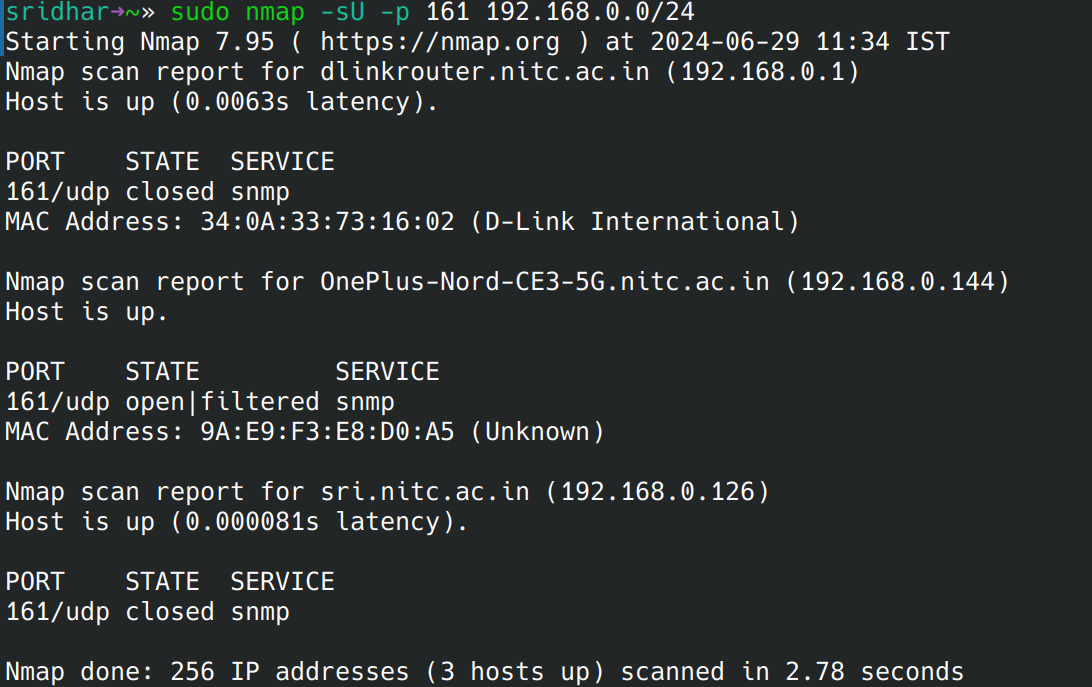 sridhar→~» sudo nmap -sU -p 161 192.168.0.0/24
Starting Nmap 7.95 ( https://nmap.org ) at 2024-06-29 11:34 IST
Nmap scan report for dlinkrouter.nitc.ac.in (192.168.0.1)
Host is up (0.0063s latency).
PORT    STATE  SERVICE
161/udp closed snmp
MAC Address: 34:0A:33:73:16:02 (D-Link International)
Nmap scan report for OnePlus-Nord-CE3-5G.nitc.ac.in (192.168.0.144)
Host is up.
PORT    STATE         SERVICE
161/udp open|filtered snmp
MAC Address: 9A:E9:F3:E8:D0:A5 (Unknown)
Nmap scan report for sri.nitc.ac.in (192.168.0.126)
Host is up (0.000081s latency).
PORT    STATE  SERVICE
161/udp closed snmp
Nmap done: 256 IP addresses (3 hosts up) scanned in 2.78 seconds